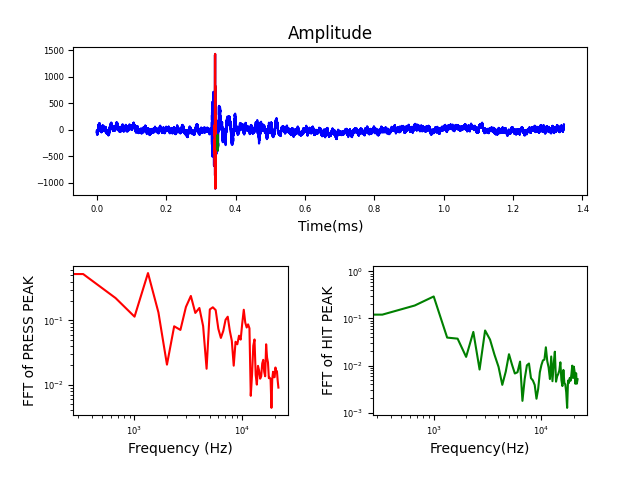 Amplitude
1500
1000
500
0
−500
−1000
0.0 0.2 0.4 0.6 0.8 1.0 1.2 1.4
Time(ms)
FFT of PRESS PEAK
10⁻¹
10⁻²
10³ 10⁴
Frequency (Hz)
FFT of HIT PEAK
10⁰
10⁻¹
10⁻²
10⁻³
10³ 10⁴
Frequency(Hz)